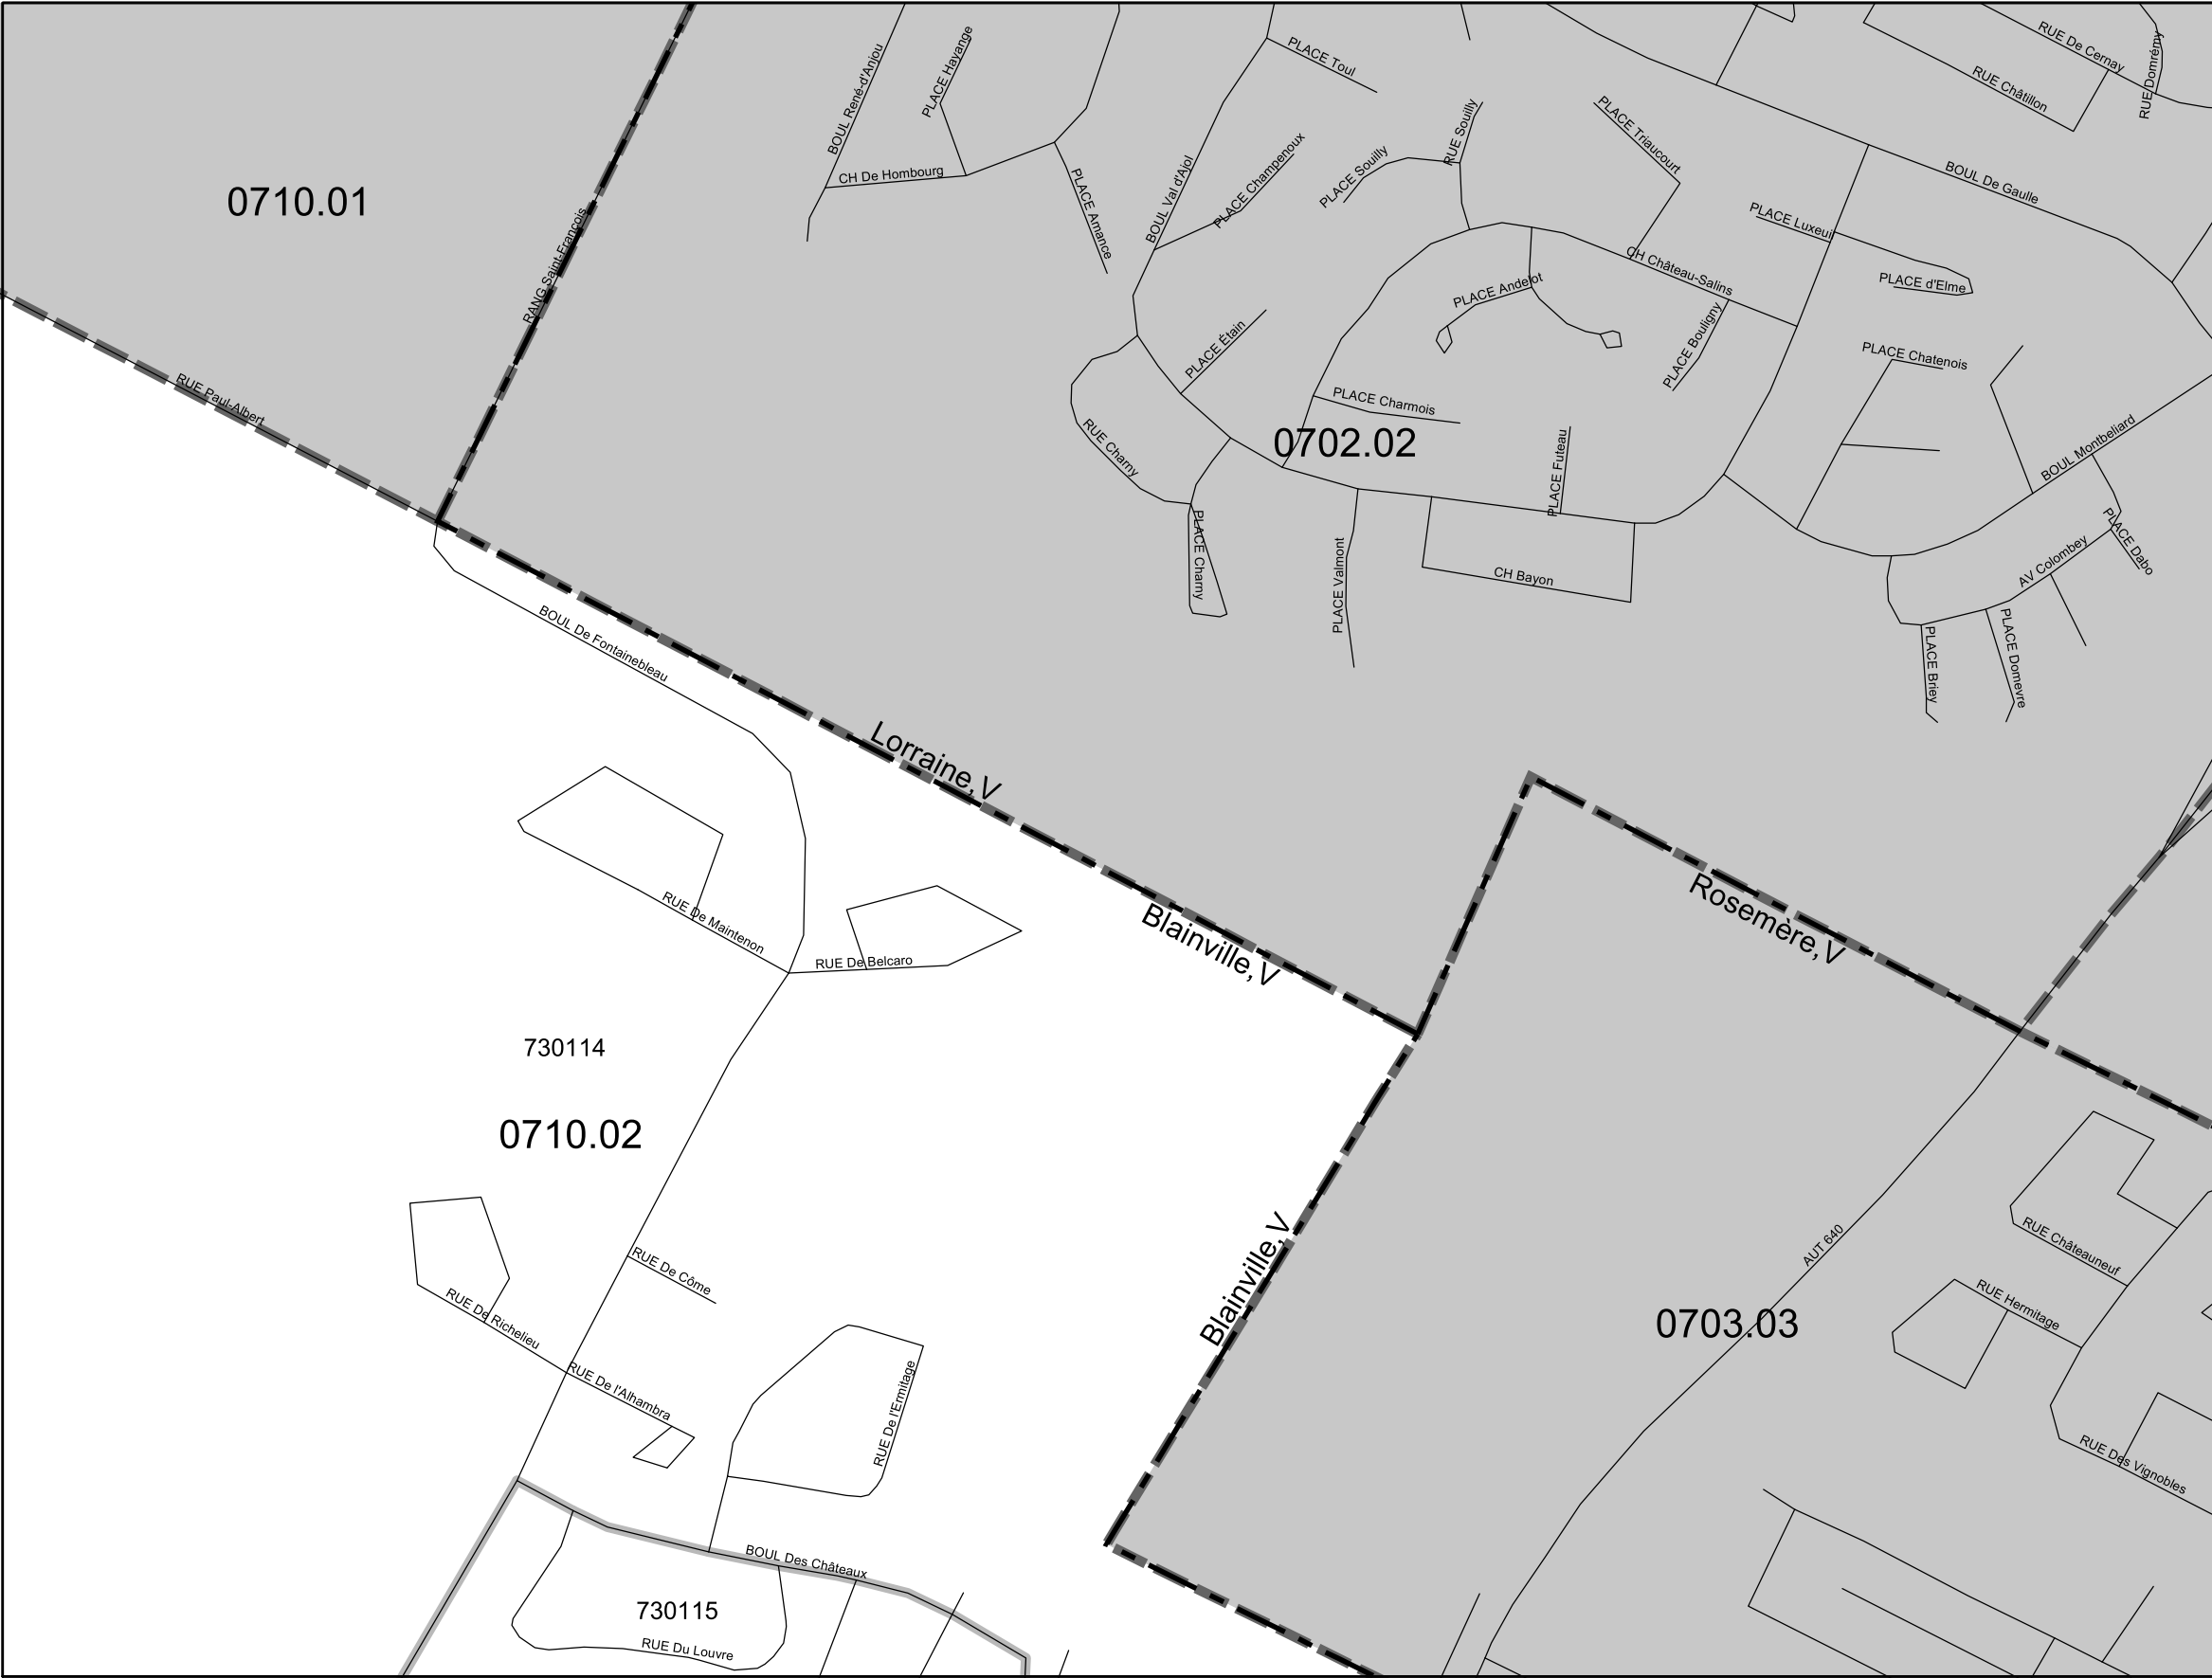 RUE De Cernay
RUE Domrémy
RUE Châtillon
PLACE Toul
BOUL René-d'Anjou
PLACE Hayange
CH De Hombourg
PLACE Amance
BOUL Val d'Ajol
PLACE Champenoux
PLACE Souilly
RUE Souilly
PLACE Triaucourt
BOUL De Gaulle
PLACE Luxeuil
0710.01
RANG Saint-François
CH Château-Salins
PLACE Andelot
PLACE d'Elme
PLACE Bouligny
PLACE Étain
PLACE Chatenois
RUE Paul-Albert
PLACE Charmois
RUE Charny
0702.02
PLACE Futeau
BOUL Montbeliard
PLACE Charny
PLACE Valmont
CH Bayon
AV Colombey
PLACE Dabo
BOUL De Fontainebleau
PLACE Briey
PLACE Domevre
Lorraine, V
Blainville, V
Rosemère, V
RUE De Maintenon
RUE De Belcaro
730114
0710.02
Blainville, V
AUT 640
RUE Châteauneuf
RUE De Côme
RUE De Richelieu
RUE Hermitage
0703.03
RUE De l'Alhambra
RUE De l'Ermitage
RUE Des Vignobles
BOUL Des Châteaux
730115
RUE Du Louvre